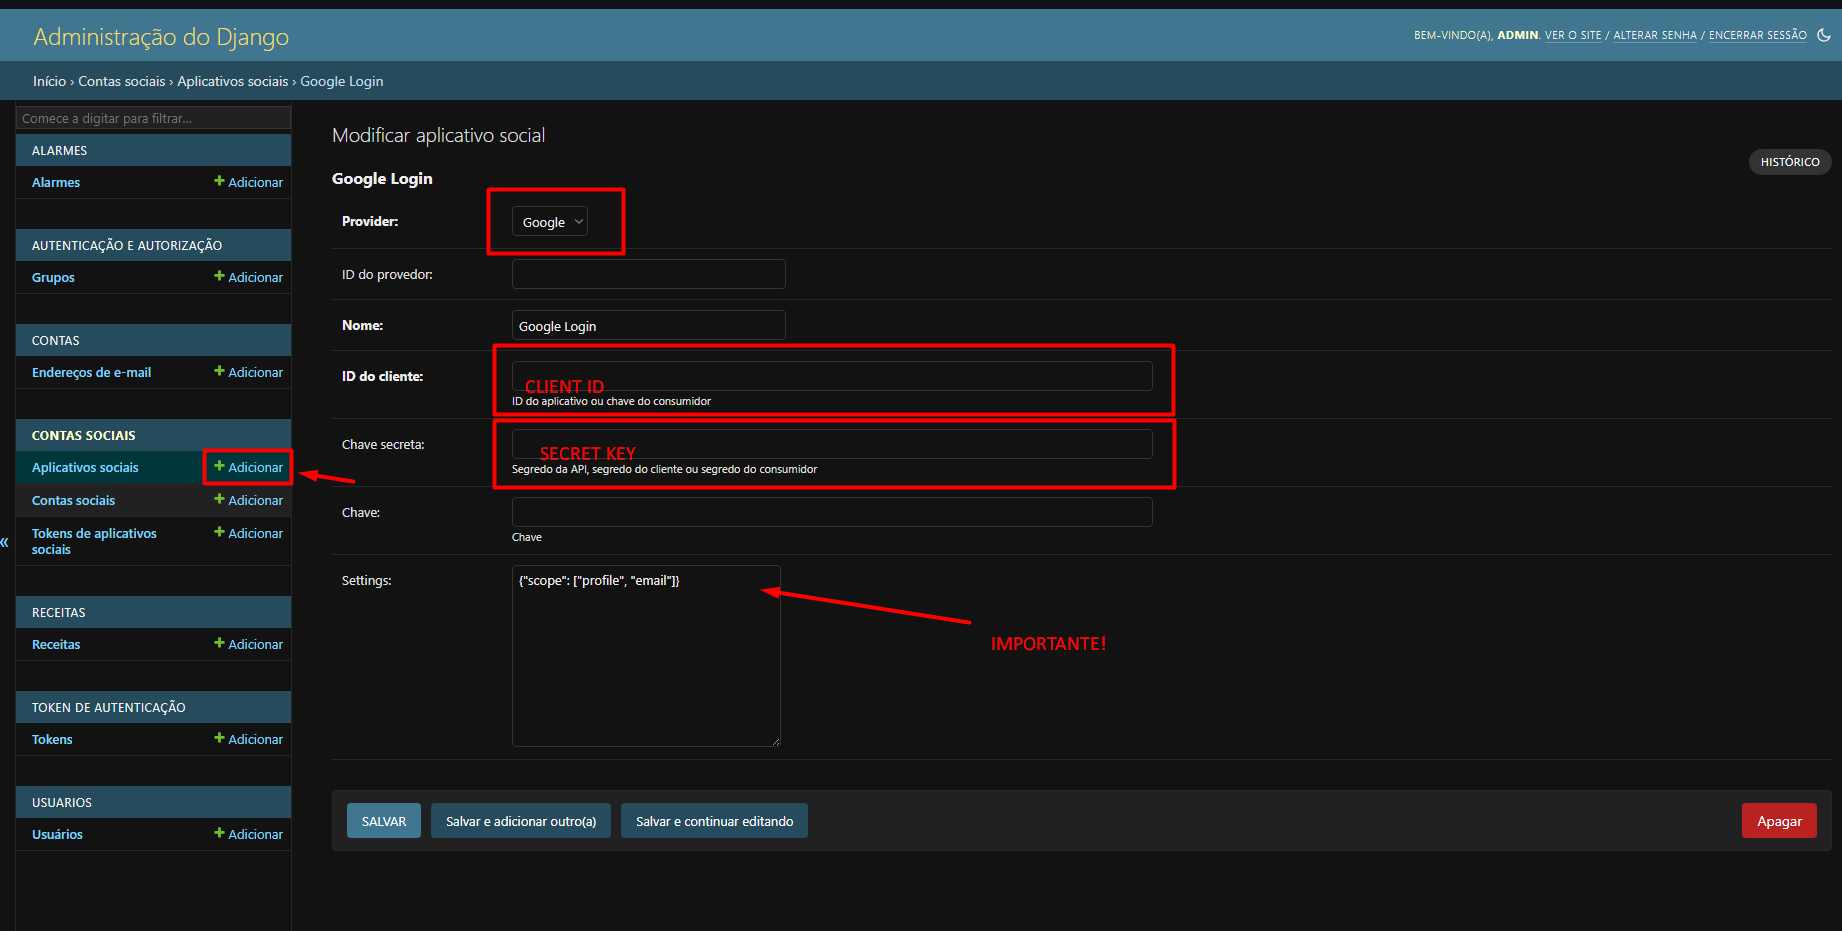 Administração do Django
BEM-VINDO(A), ADMIN. VER O SITE / ALTERAR SENHA / ENCERRAR SESSÃO
Início › Contas sociais › Aplicativos sociais › Google Login
Comece a digitar para filtrar...
ALARMES
Alarmes
Adicionar
AUTENTICAÇÃO E AUTORIZAÇÃO
Grupos
Adicionar
CONTAS
Endereços de e-mail
Adicionar
CONTAS SOCIAIS
Aplicativos sociais
Adicionar
Contas sociais
Adicionar
Tokens de aplicativos
sociais
Adicionar
RECEITAS
Receitas
Adicionar
TOKEN DE AUTENTICAÇÃO
Tokens
Adicionar
USUARIOS
Usuários
Adicionar
«
Modificar aplicativo social
HISTÓRICO
Google Login
Provider:
Google
ID do provedor:
Nome:
Google Login
ID do cliente:
CLIENT ID
ID do aplicativo ou chave do consumidor
Chave secreta:
SECRET KEY
Segredo da API, segredo do cliente ou segredo do consumidor
Chave:
Chave
Settings:
{"scope": ["profile", "email"]}
IMPORTANTE!
SALVAR
Salvar e adicionar outro(a)
Salvar e continuar editando
Apagar